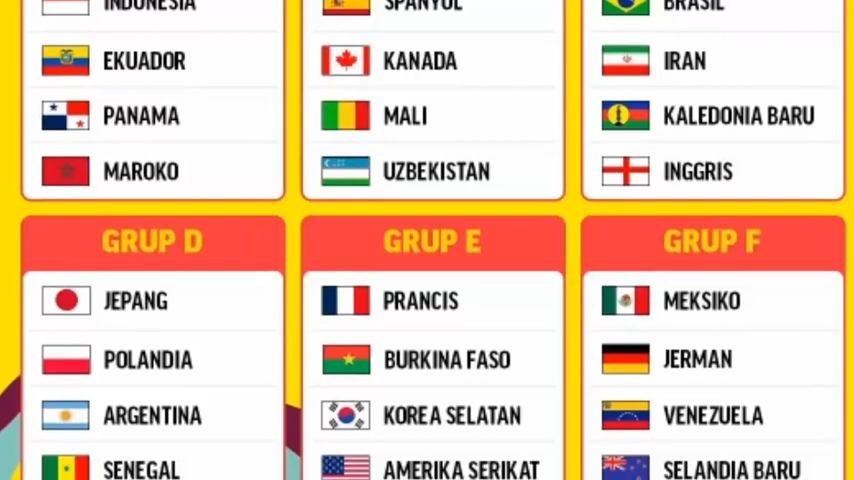 INDONESIA
EKUADOR
PANAMA
MAROKO
SPANYOL
KANADA
MALI
UZBEKISTAN
BRASIL
IRAN
KALEDONIA BARU
INGGRIS
GRUP D
JEPANG
POLANDIA
ARGENTINA
SENEGAL
GRUP E
PRANCIS
BURKINA FASO
KOREA SELATAN
AMERIKA SERIKAT
GRUP F
MEKSIKO
JERMAN
VENEZUELA
SELANDIA BARU